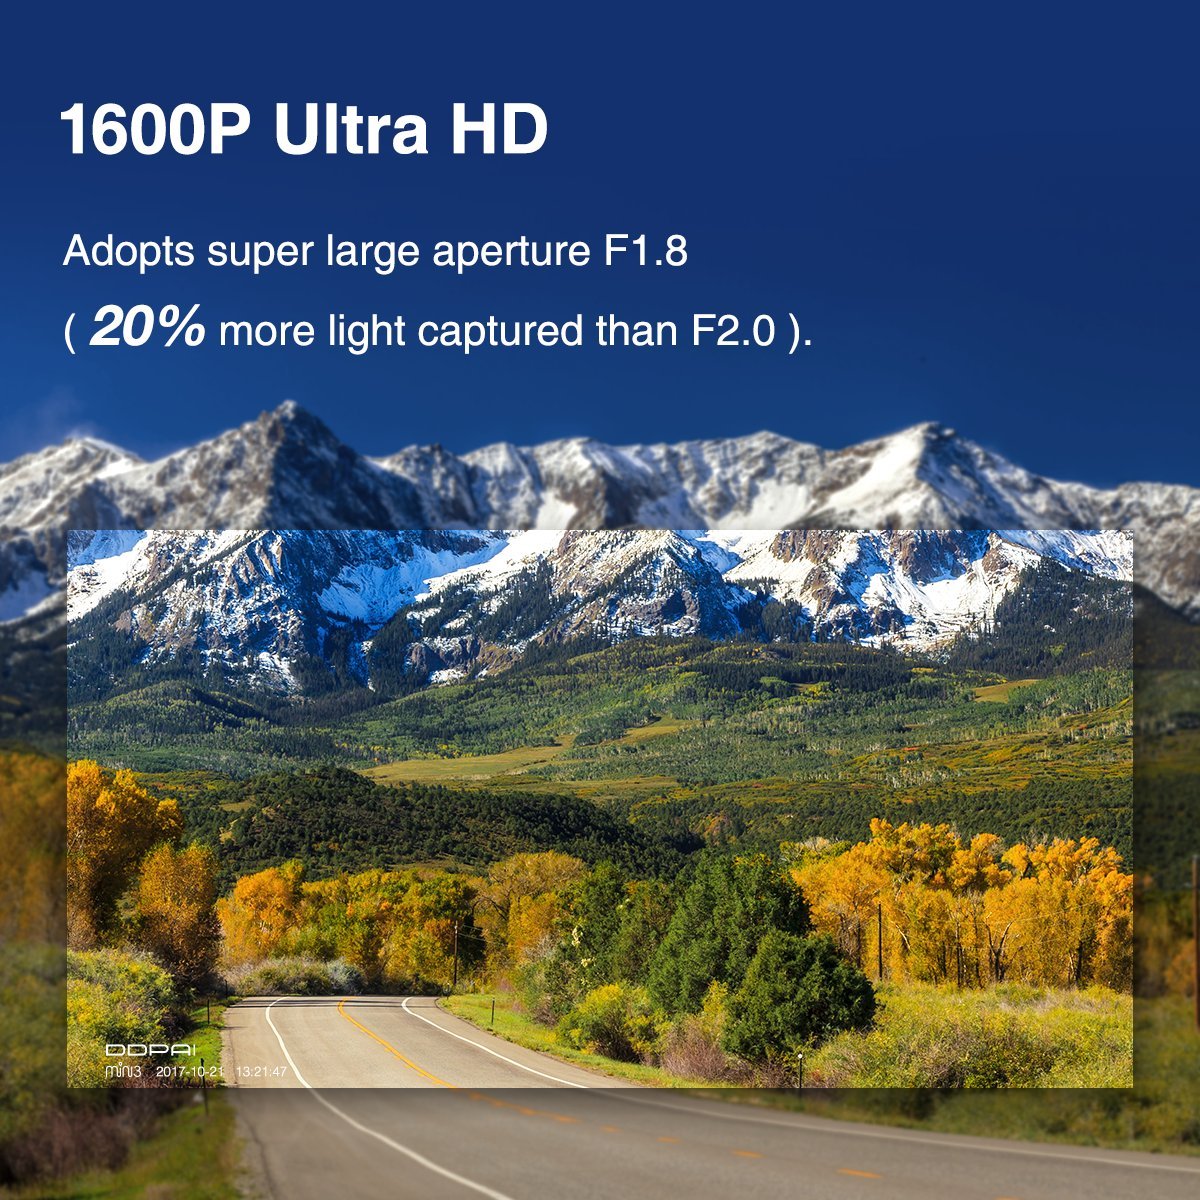 1600P Ultra HD
Adopts super large aperture F1.8
( 20% more light captured than F2.0 ).
DDPAI
mini3 2017-10-21 13:21:47